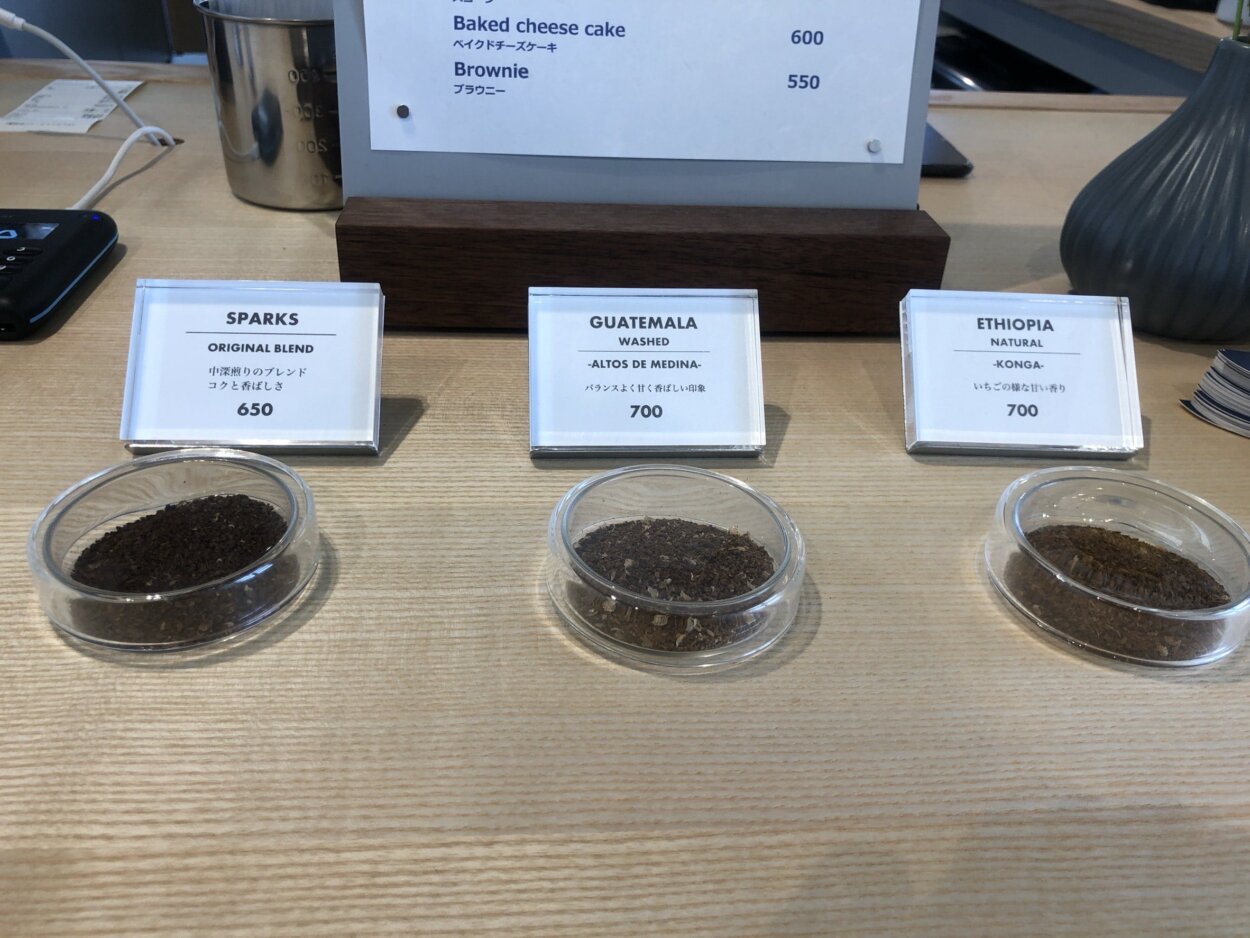 Baked cheese cake 600
ベイクドチーズケーキ
Brownie 550
ブラウニー
SPARKS
ORIGINAL BLEND
中深煎りのブレンド
コクと香ばしさ
650
GUATEMALA
WASHED
-ALTOS DE MEDINA-
バランスよく甘く香ばしい印象
700
ETHIOPIA
NATURAL
-KONGA-
いちごの様な甘い香り
700